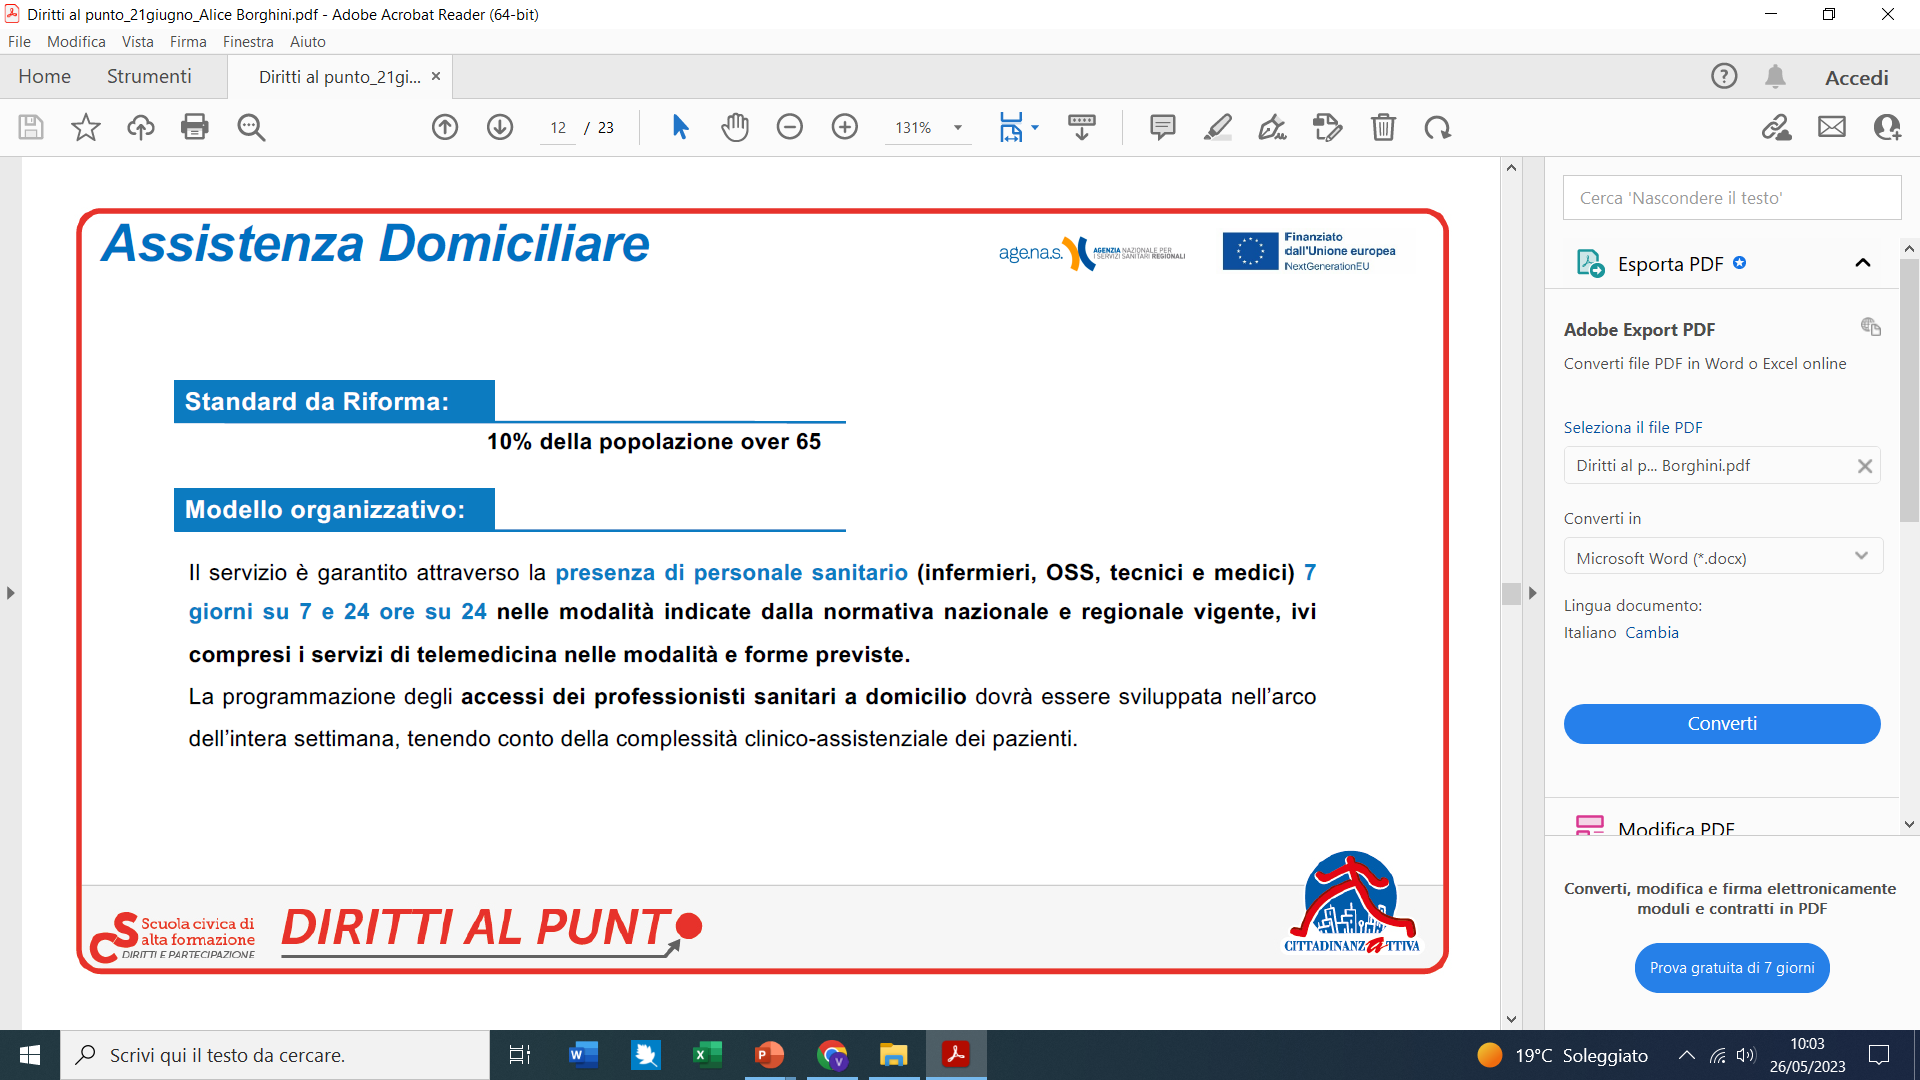 Diritti al punto_21giugno_Alice Borghini.pdf - Adobe Acrobat Reader (64-bit)
File Modifica Vista Firma Finestra Aiuto
Home Strumenti Diritti al punto_21gi... Accedi
12 / 23 131%
Assistenza Domiciliare
age.na.s. AGENZIA NAZIONALE PER
I SERVIZI SANITARI REGIONALI
Finanziato
dall'Unione europea
NextGenerationEU
Standard da Riforma:
10% della popolazione over 65
Modello organizzativo:
Il servizio è garantito attraverso la presenza di personale sanitario (infermieri, OSS, tecnici e medici) 7
giorni su 7 e 24 ore su 24 nelle modalità indicate dalla normativa nazionale e regionale vigente, ivi
compresi i servizi di telemedicina nelle modalità e forme previste.
La programmazione degli accessi dei professionisti sanitari a domicilio dovrà essere sviluppata nell’arco
dell’intera settimana, tenendo conto della complessità clinico-assistenziale dei pazienti.
CS Scuola civica di
alta formazione
DIRITTI E PARTECIPAZIONE
DIRITTI AL PUNTO
CITTADINANZATTIVA
Cerca 'Nascondere il testo'
Esporta PDF
Adobe Export PDF
Converti file PDF in Word o Excel online
Seleziona il file PDF
Diritti al p... Borghini.pdf
Converti in
Microsoft Word (*.docx)
Lingua documento:
Italiano Cambia
Converti
Modifica PDF
Converti, modifica e firma elettronicamente
moduli e contratti in PDF
Prova gratuita di 7 giorni
Scrivi qui il testo da cercare.
19°C Soleggiato
10:03
26/05/2023